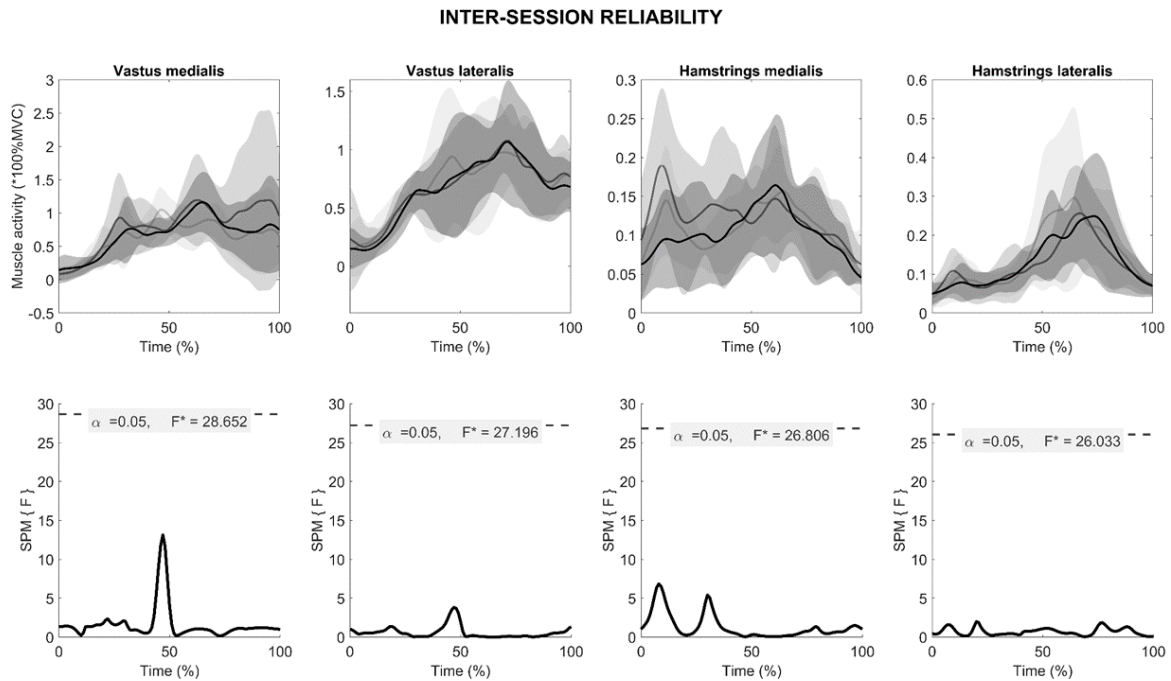 INTER-SESSION RELIABILITY
Vastus medialis
Vastus lateralis
Hamstrings medialis
Hamstrings lateralis
Muscle activity (*100%MVC)
3
2.5
2
1.5
1
0.5
0
-0.5
0 50 100
Time (%)
1.5
1
0.5
0
0 50 100
Time (%)
0.3
0.25
0.2
0.15
0.1
0.05
0
0 50 100
Time (%)
0.6
0.5
0.4
0.3
0.2
0.1
0
0 50 100
Time (%)
SPM { F }
30
25
20
15
10
5
0
α =0.05, F* = 28.652
0 50 100
Time (%)
SPM { F }
30
25
20
15
10
5
0
α =0.05, F* = 27.196
0 50 100
Time (%)
SPM { F }
30
25
20
15
10
5
0
α =0.05, F* = 26.806
0 50 100
Time (%)
SPM { F }
30
25
20
15
10
5
0
α =0.05, F* = 26.033
0 50 100
Time (%)